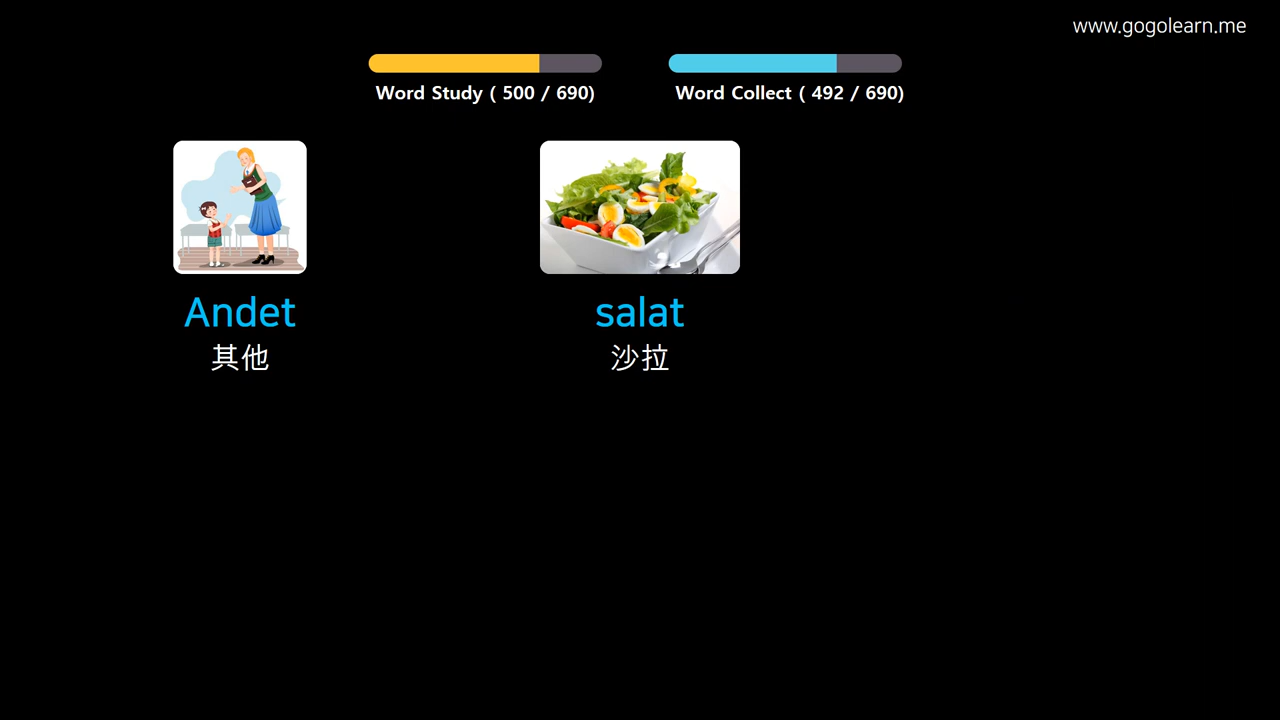 www.gogolearn.me
Word Study ( 500 / 690)
Word Collect ( 492 / 690)
Andet
其他
salat
沙拉